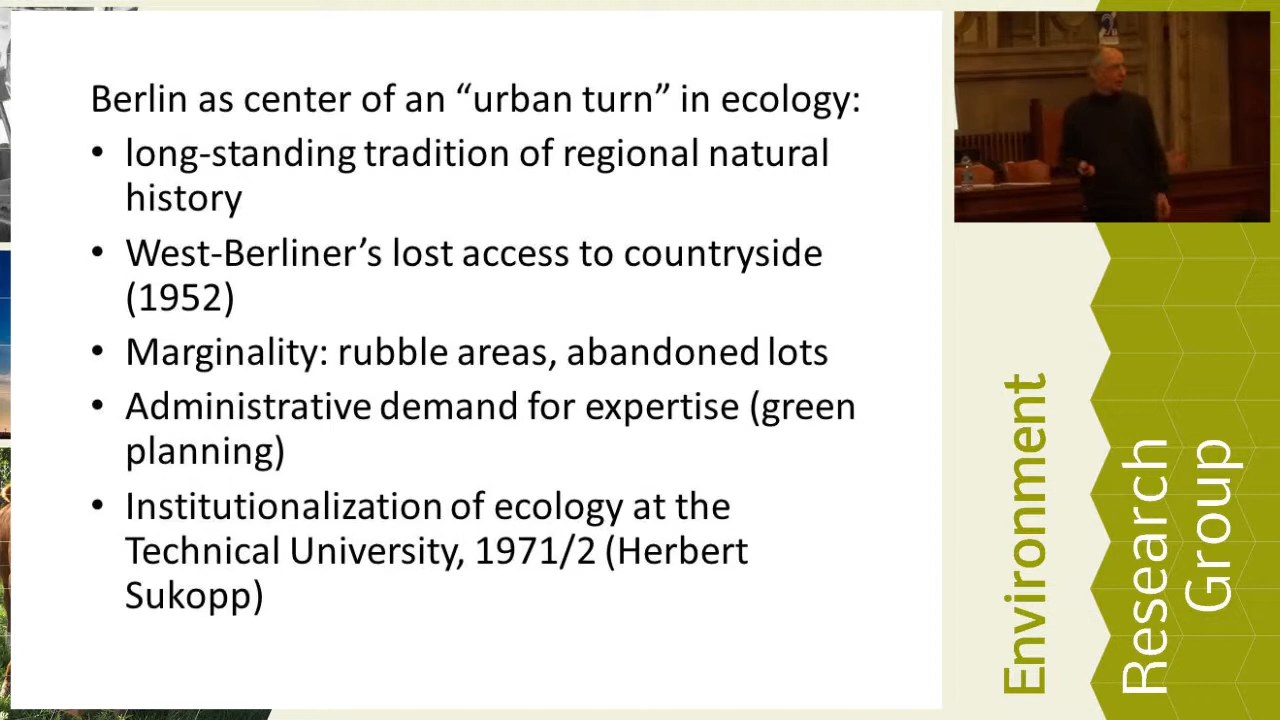 Berlin as center of an “urban turn” in ecology:
• long-standing tradition of regional natural
history
• West-Berliner’s lost access to countryside
(1952)
• Marginality: rubble areas, abandoned lots
• Administrative demand for expertise (green
planning)
• Institutionalization of ecology at the
Technical University, 1971/2 (Herbert
Sukopp)
Environment
Research
Group